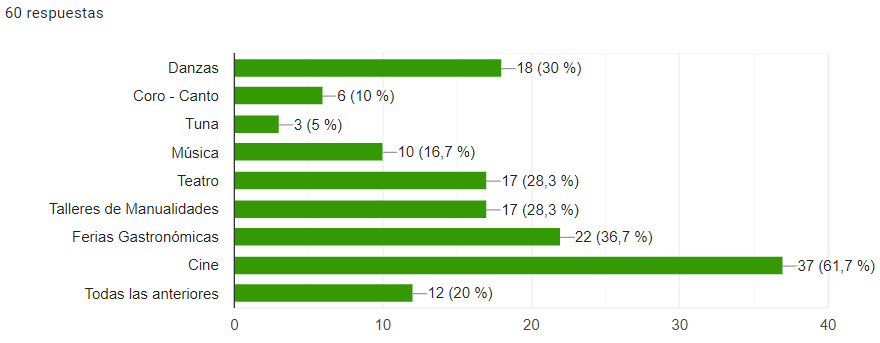 60 respuestas
Danzas 18 (30 %)
Coro - Canto 6 (10 %)
Tuna 3 (5 %)
Música 10 (16,7 %)
Teatro 17 (28,3 %)
Talleres de Manualidades 17 (28,3 %)
Ferias Gastronómicas 22 (36,7 %)
Cine 37 (61,7 %)
Todas las anteriores 12 (20 %)
0 10 20 30 40